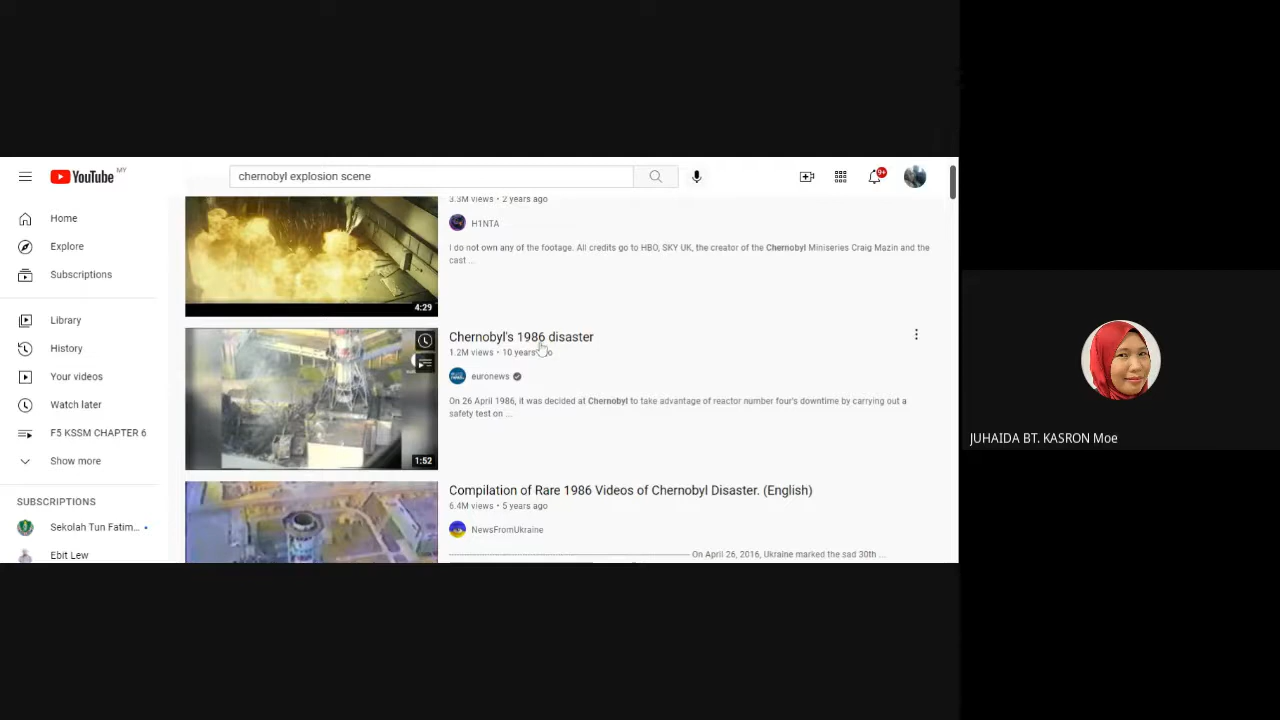 YouTube MY
chernobyl explosion scene
9+
Home
Explore
Subscriptions
Library
History
Your videos
Watch later
F5 KSSM CHAPTER 6
Show more
SUBSCRIPTIONS
Sekolah Tun Fatim...
Ebit Lew
3.3M views • 2 years ago
H1NTA
I do not own any of the footage. All credits go to HBO, SKY UK, the creator of the Chernobyl Miniseries Craig Mazin and the
cast ...
4:29
Chernobyl's 1986 disaster
1.2M views • 10 years
euronews
On 26 April 1986, it was decided at Chernobyl to take advantage of reactor number four's downtime by carrying out a
safety test on ...
1:52
Compilation of Rare 1986 Videos of Chernobyl Disaster. (English)
6.4M views • 5 years ago
NewsFromUkraine
On April 26, 2016, Ukraine marked the sad 30th ...
JUHAIDA BT. KASRON Moe